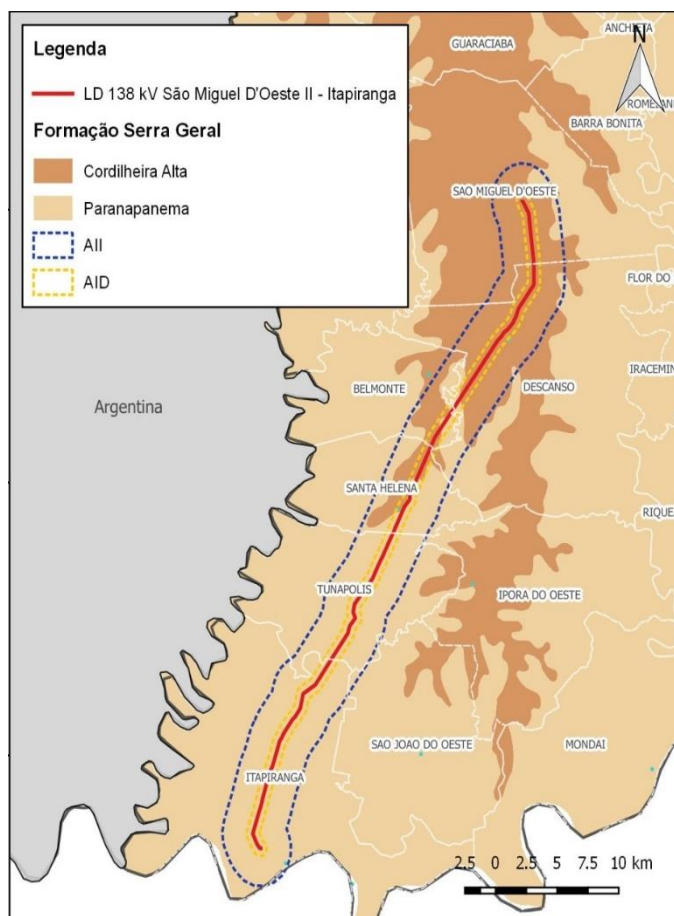 Legenda
LD 138 kV São Miguel D'Oeste II - Itapiranga
Formação Serra Geral
Cordilheira Alta
Paranapanema
AII
AID
ANCHIETA
N
GUARACIABA
BARRA BONITA
SAO MIGUEL D'OESTE
FLOR DO
IRACEMIN
BELMONTE
DESCANSO
Argentina
SANTA HELENA
RIQUE
TUNAPOLIS
IPORA DO OESTE
SAO JOAO DO OESTE
MONDAI
ITAPIRANGA
2.5 0 2.5 5 7.5 10 km